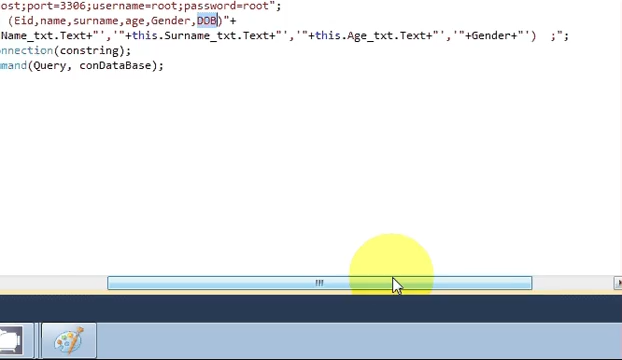 ost;port=3306;username=root;password=root";
(Eid,name,surname,age,Gender,DOB)"+
Name_txt.Text+"','"+this.Surname_txt.Text+"','"+this.Age_txt.Text+"','"+Gender+"')  ;";
nnection(constring);
mmand(Query, conDataBase);